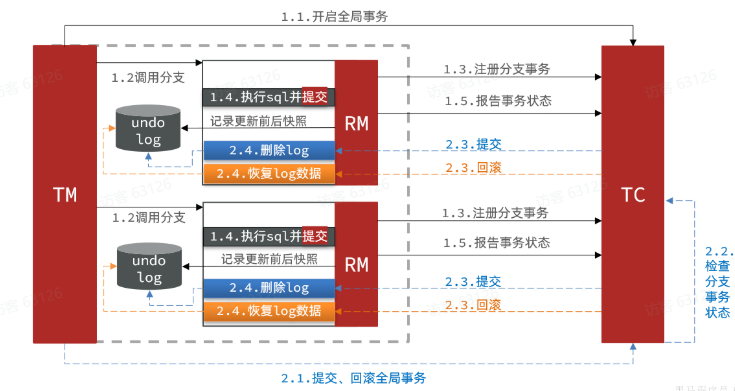 1.1.开启全局事务
1.2调用分支
1.3.注册分支事务
1.4.执行sql并提交
1.5.报告事务状态
undo
log
记录更新前后快照
RM
2.4.删除log
2.3.提交
2.4.恢复log数据
2.3.回滚
TM
TC
1.2调用分支
1.3.注册分支事务
1.4.执行sql并提交
1.5.报告事务状态
undo
log
记录更新前后快照
RM
2.4.删除log
2.3.提交
2.4.恢复log数据
2.3.回滚
2.2.
检查
分支
事务
状态
2.1.提交、回滚全局事务
访客 63126